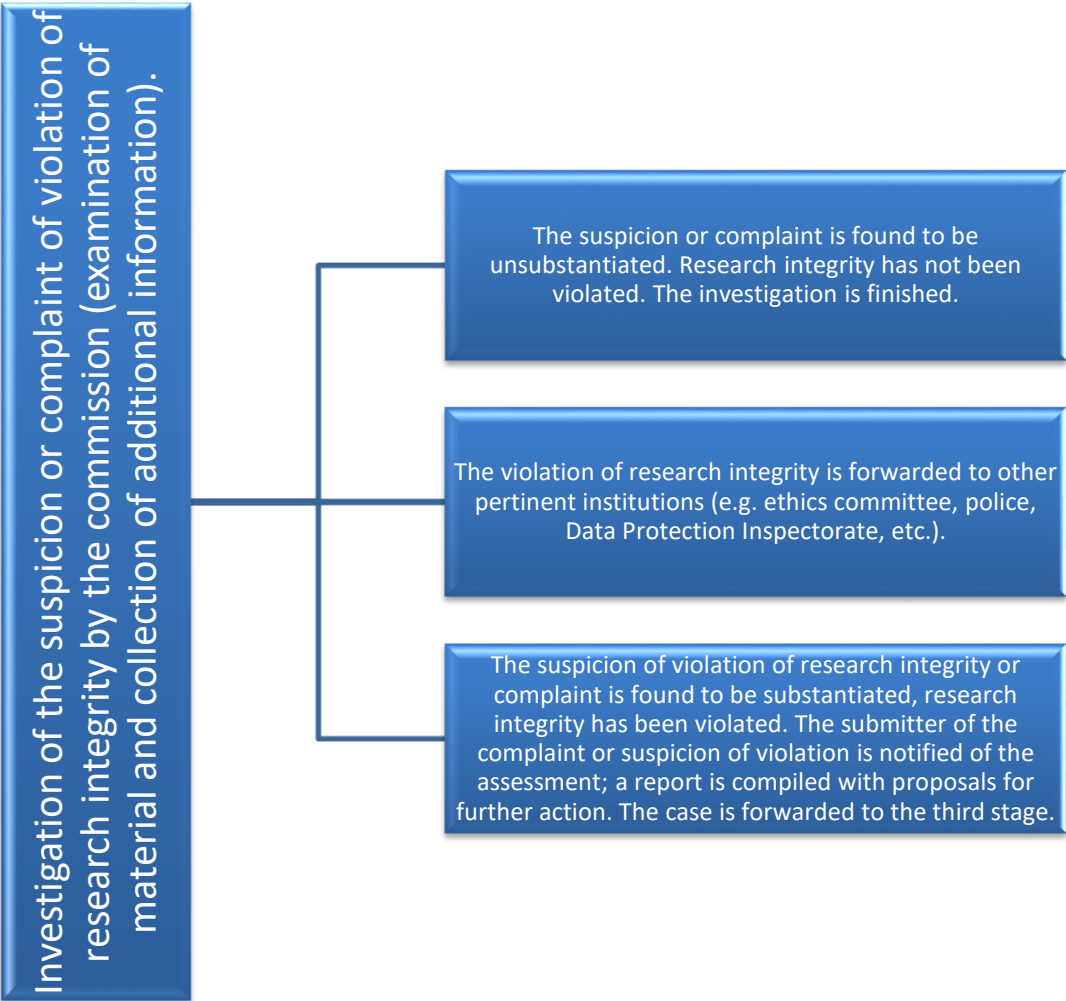 Investigation of the suspicion or complaint of violation of
research integrity by the commission (examination of
material and collection of additional information).
The suspicion or complaint is found to be
unsubstantiated. Research integrity has not been
violated. The investigation is finished.
The violation of research integrity is forwarded to other
pertinent institutions (e.g. ethics committee, police,
Data Protection Inspectorate, etc.).
The suspicion of violation of research integrity or
complaint is found to be substantiated, research
integrity has been violated. The submitter of the
complaint or suspicion of violation is notified of the
assessment; a report is compiled with proposals for
further action. The case is forwarded to the third stage.